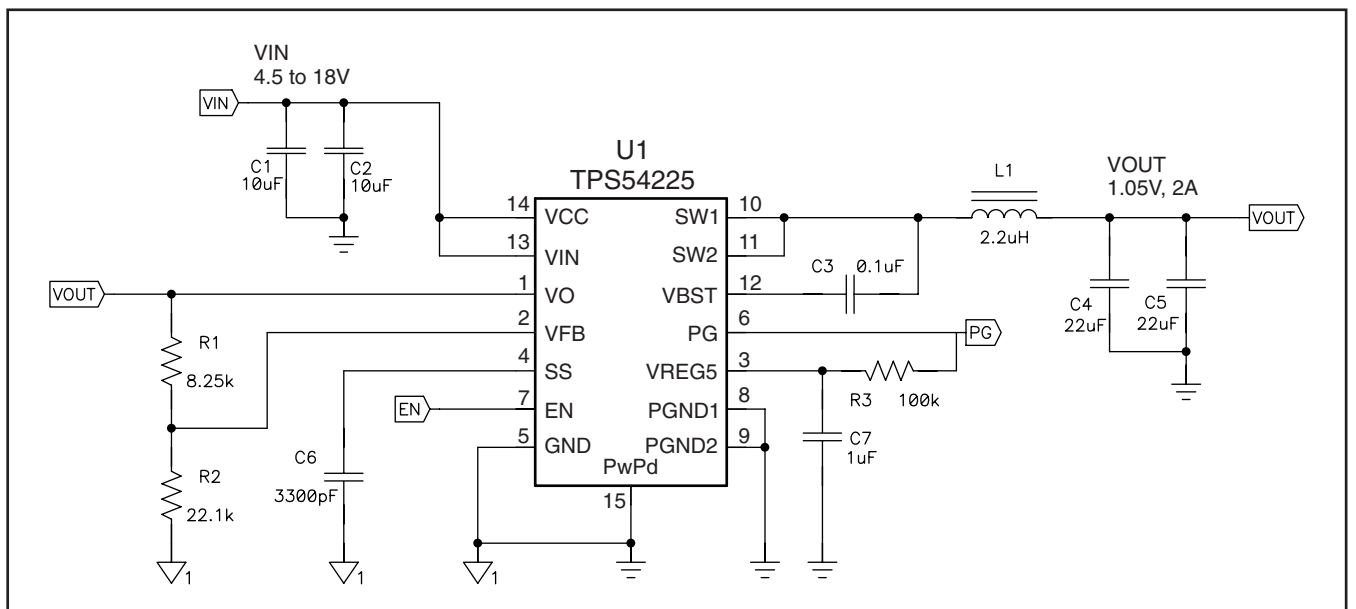 VIN
4.5 to 18V
VIN
C1
10uF
C2
10uF
U1
TPS54225
14
VCC
13
VIN
1
VO
2
VFB
4
SS
7
EN
5
GND
SW1
10
SW2
11
VBST
12
PG
6
VREG5
3
PGND1
8
PGND2
9
PwPd
15
L1
2.2uH
VOUT
1.05V, 2A
VOUT
C3
0.1uF
C4
22uF
C5
22uF
PG
R3
100k
C7
1uF
VOUT
R1
8.25k
EN
R2
22.1k
C6
3300pF
1
1
1